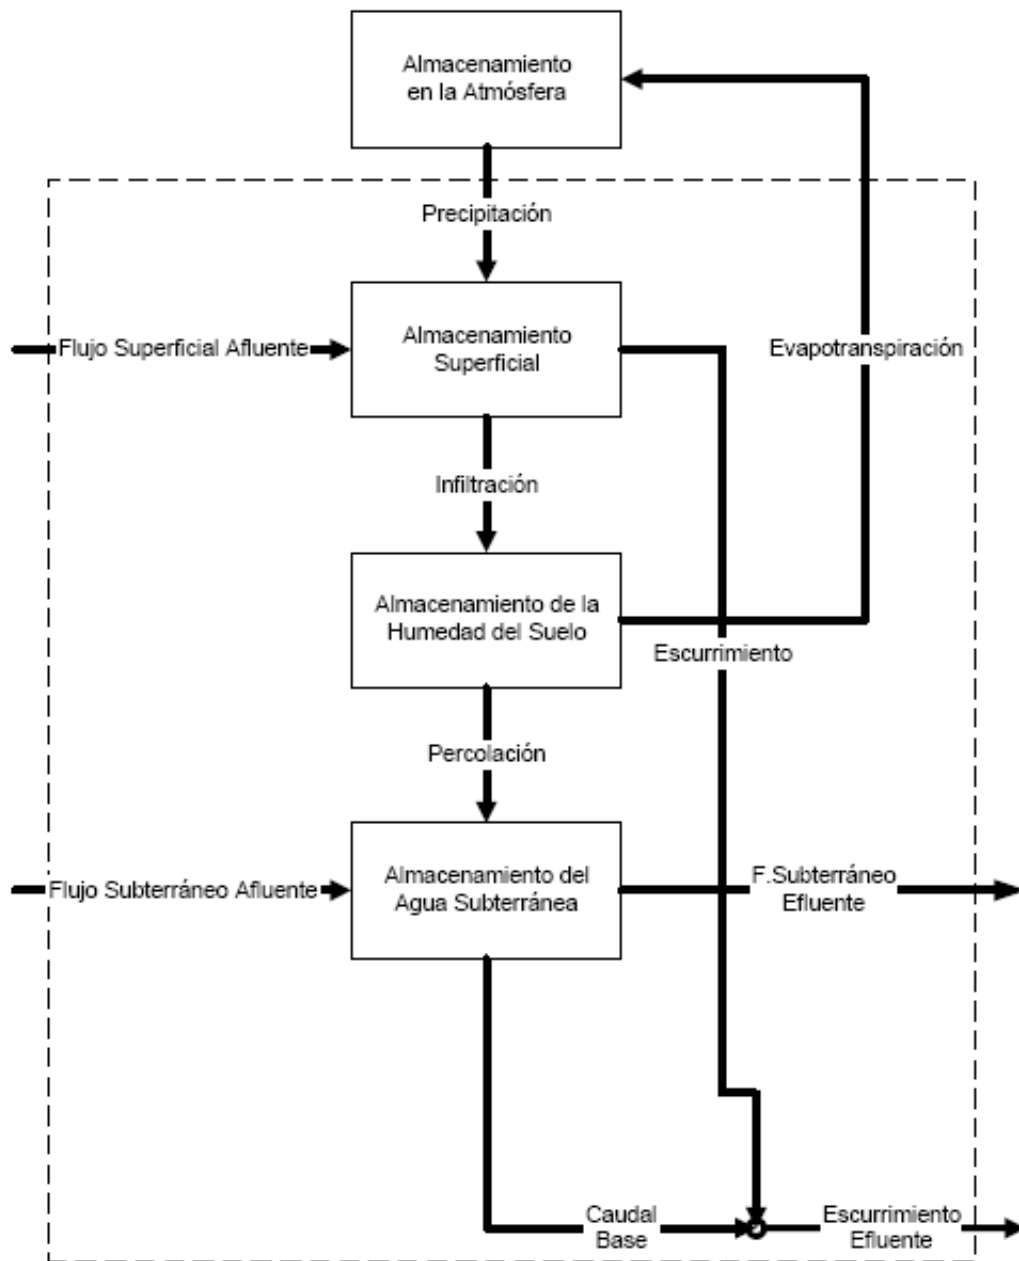 Almacenamiento
en la Atmósfera
Precipitación
Flujo Superficial Afluente
Almacenamiento
Superficial
Evapotranspiración
Infiltración
Almacenamiento de la
Humedad del Suelo
Escurrimiento
Percolación
Flujo Subterráneo Afluente
Almacenamiento del
Agua Subterránea
F.Subterráneo
Efluente
Caudal
Base
Escurrimiento
Efluente